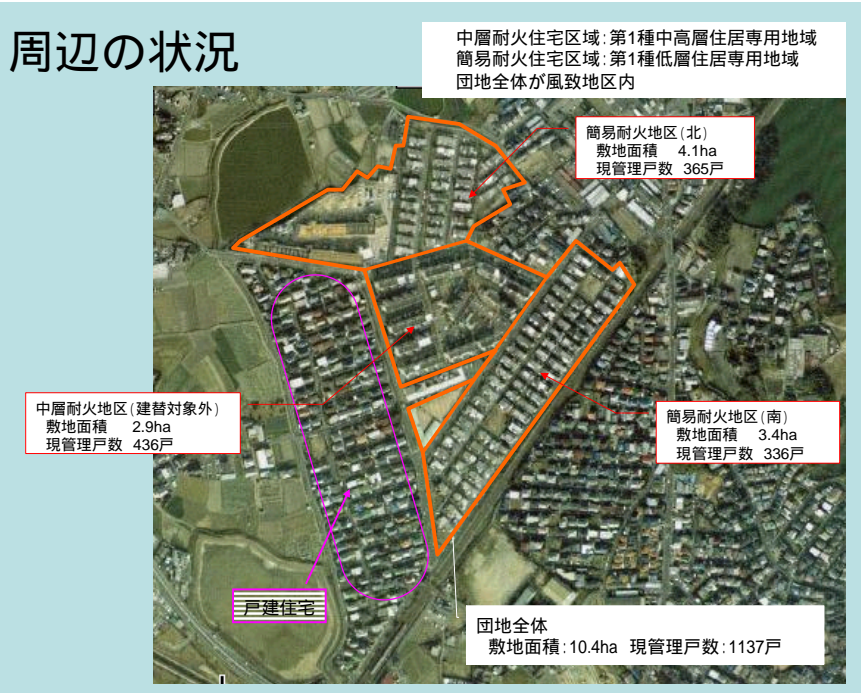 周辺の状況
中層耐火住宅区域:第1種中高層住居専用地域
簡易耐火住宅区域:第1種低層住居専用地域
団地全体が風致地区内
簡易耐火地区(北)
敷地面積 4.1ha
現管理戸数 365戸
中層耐火地区(建替対象外)
敷地面積 2.9ha
現管理戸数 436戸
簡易耐火地区(南)
敷地面積 3.4ha
現管理戸数 336戸
戸建住宅
団地全体
敷地面積:10.4ha 現管理戸数:1137戸